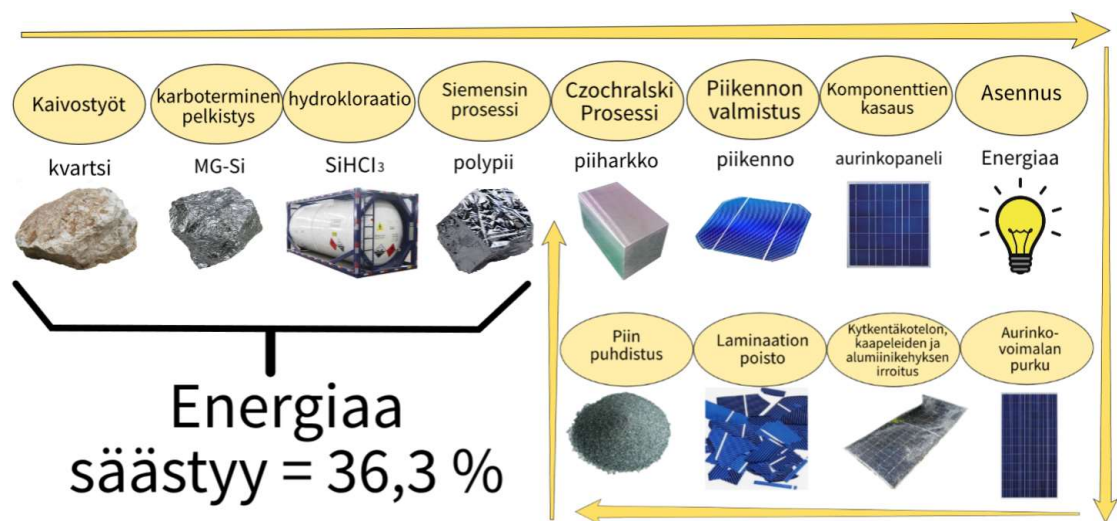 Kaivostyöt
karboterminen
pelkistys
hydrokloraatio
Siemensin
prosessi
Czochralski
Prosessi
Piikennon
valmistus
Komponenttien
kasaus
Asennus
kvartsi
MG-Si
SiHCI₃
polypii
piiharkko
piikenno
aurinkopaneli
Energiaa
Piin
puhdistus
Laminaation
poisto
Kytkentäkotelon,
kaapeleiden ja
alumiinikehyksen
irroitus
Aurinko-
voimalan
purku
Energiaa
säästyy = 36,3 %